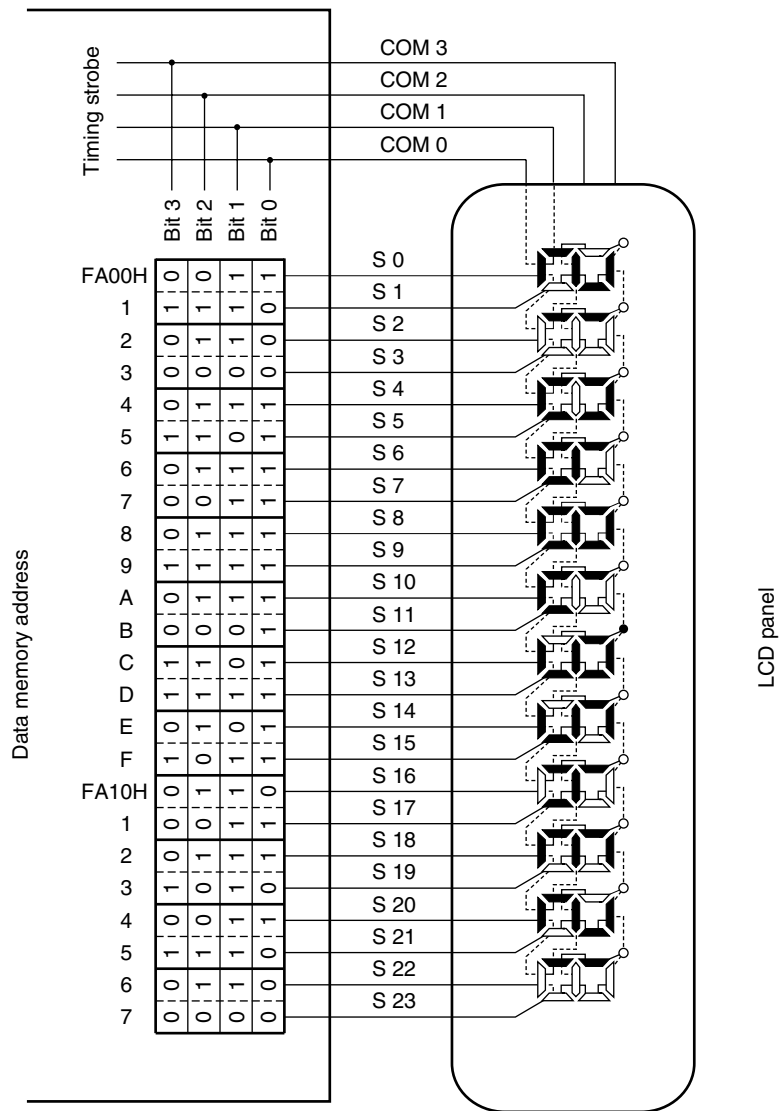 COM 3
COM 2
COM 1
COM 0
Timing strobe
Bit 3 Bit 2 Bit 1 Bit 0
FA00H 0 0 1 1 S 0
1 1 1 1 0 S 1
2 0 1 1 0 S 2
3 0 0 0 0 S 3
4 0 1 1 1 S 4
5 1 1 0 1 S 5
6 0 1 1 1 S 6
7 0 0 1 1 S 7
8 0 1 1 1 S 8
9 1 1 1 1 S 9
A 0 1 1 1 S 10
B 0 0 0 1 S 11
C 1 1 0 1 S 12
D 1 1 1 1 S 13
E 0 1 0 1 S 14
F 1 0 1 1 S 15
FA10H 0 1 1 0 S 16
1 0 0 1 1 S 17
2 0 1 1 1 S 18
3 1 0 1 0 S 19
4 0 0 1 1 S 20
5 1 1 1 0 S 21
6 0 1 1 0 S 22
7 0 0 0 0 S 23
Data memory address
LCD panel